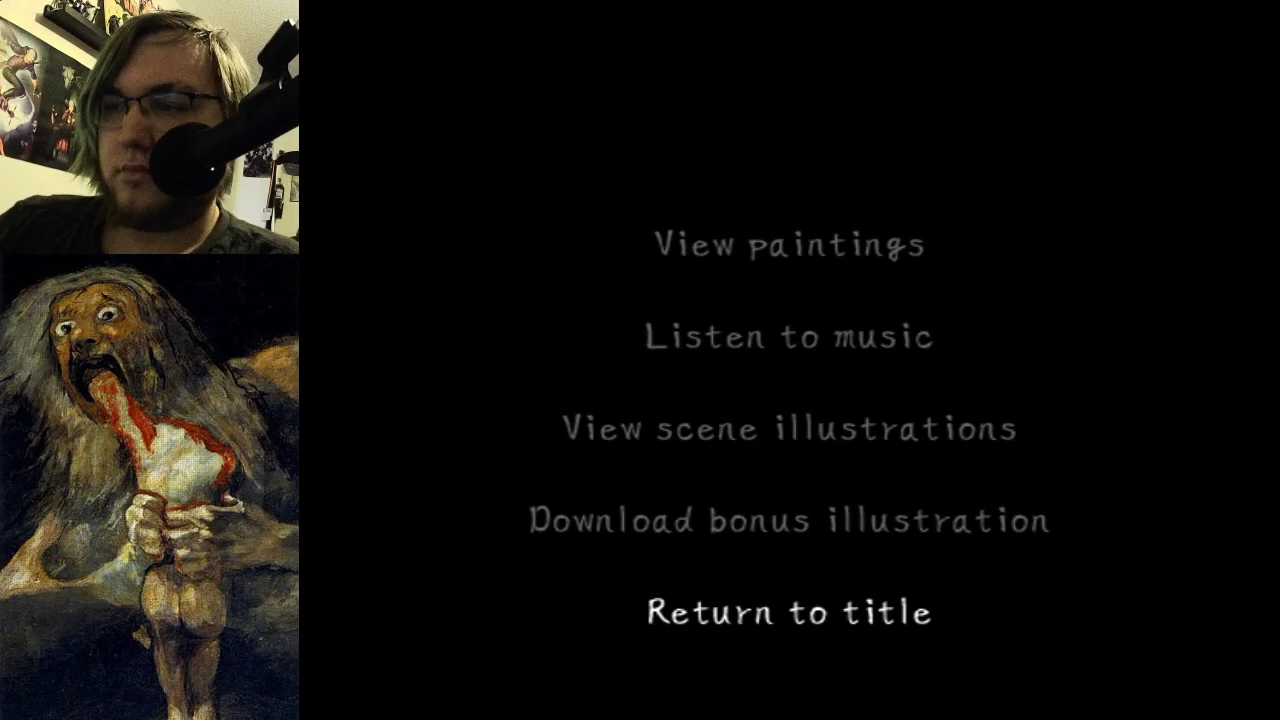 View paintings
Listen to music
View scene illustrations
Download bonus illustration
Return to title